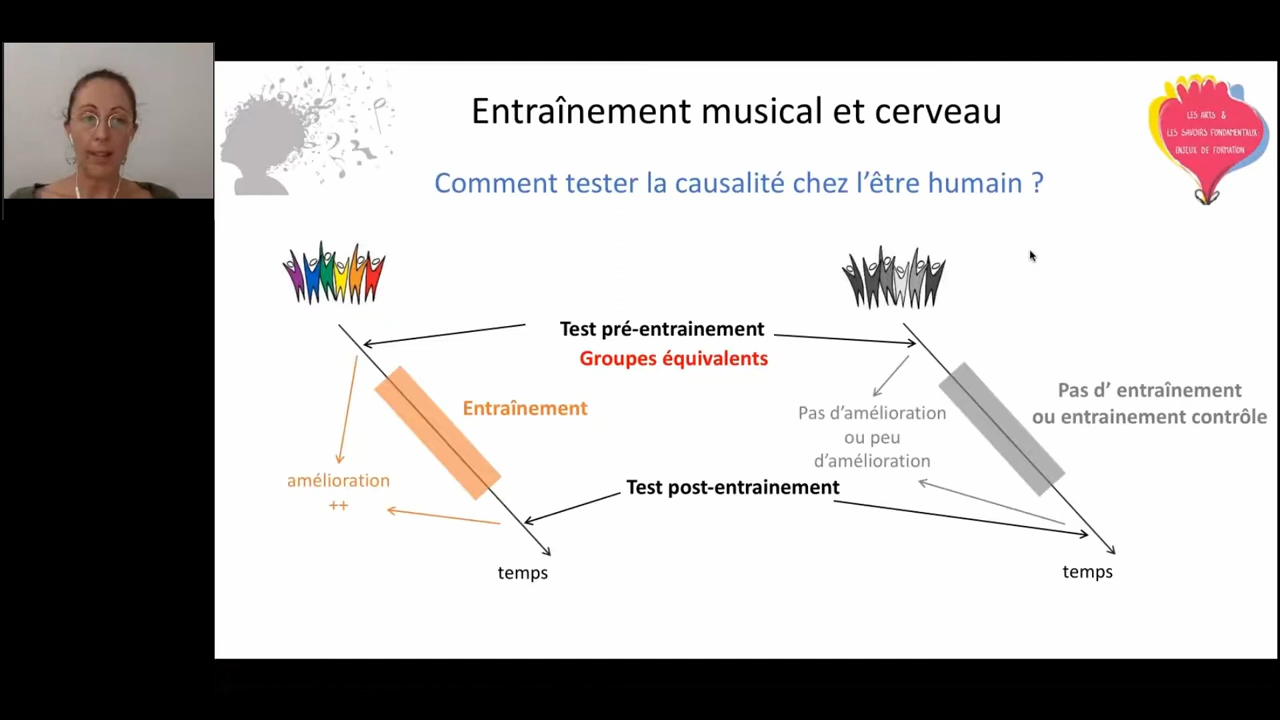 Entraînement musical et cerveau
LES ARTS &
LES SAVOIRS FONDAMENTAUX
ENJEUX DE FORMATION
Comment tester la causalité chez l'être humain ?
Test pré-entrainement
Groupes équivalents
Entraînement
Pas d' entraînement
ou entrainement contrôle
Pas d'amélioration
ou peu
d'amélioration
amélioration
++
Test post-entrainement
temps
temps